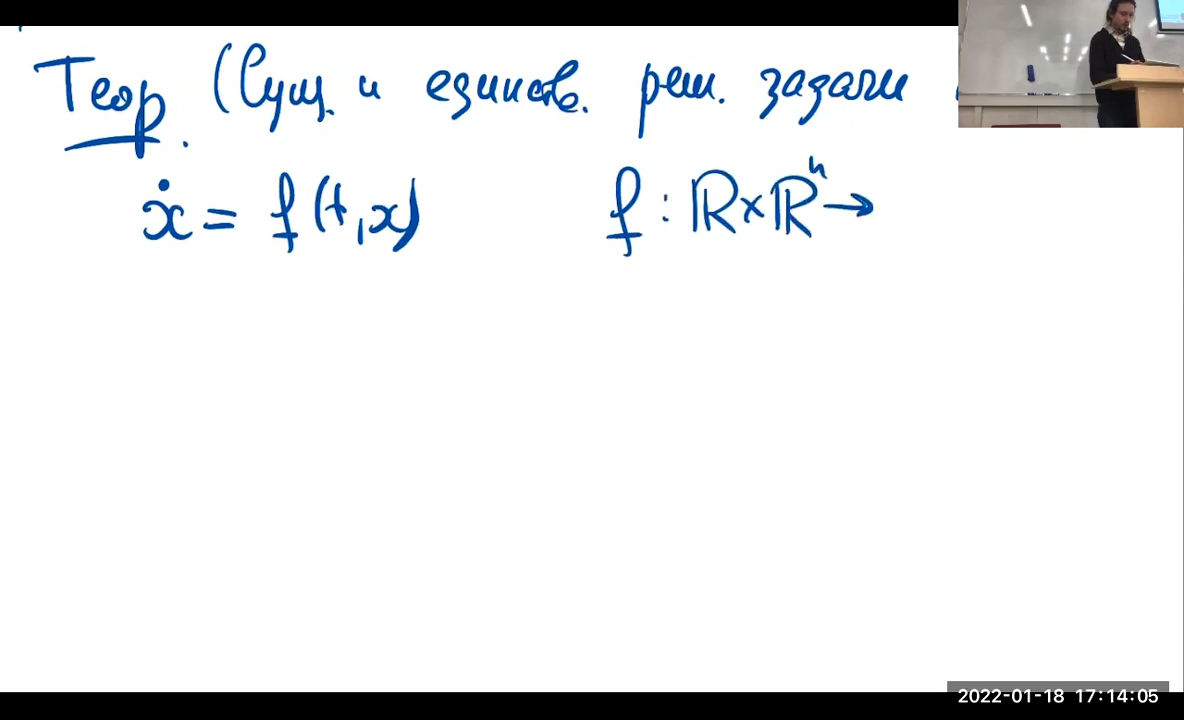 Теор. (Сущ. и единств. реш. задачи
ẋ = f(t,x) f : ℝ×ℝⁿ→
2022-01-18 17:14:05